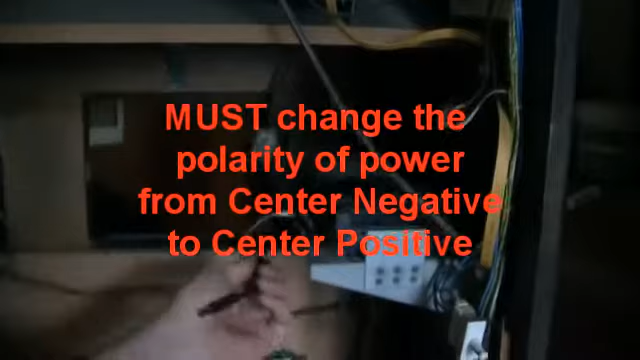 MUST change the
polarity of power
from Center Negative
to Center Positive